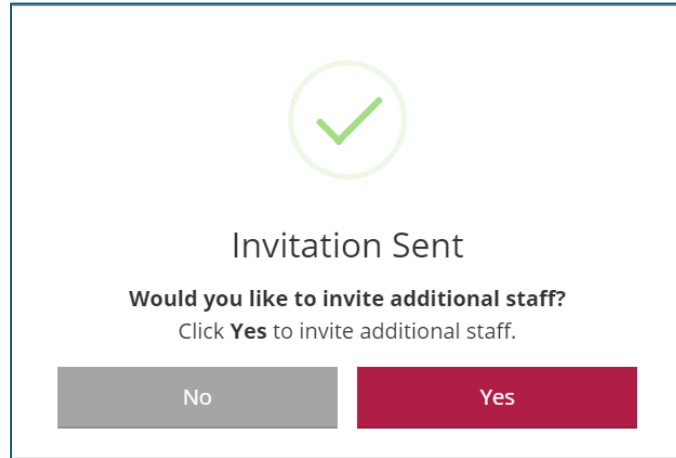 Invitation Sent
Would you like to invite additional staff?
Click Yes to invite additional staff.
No
Yes